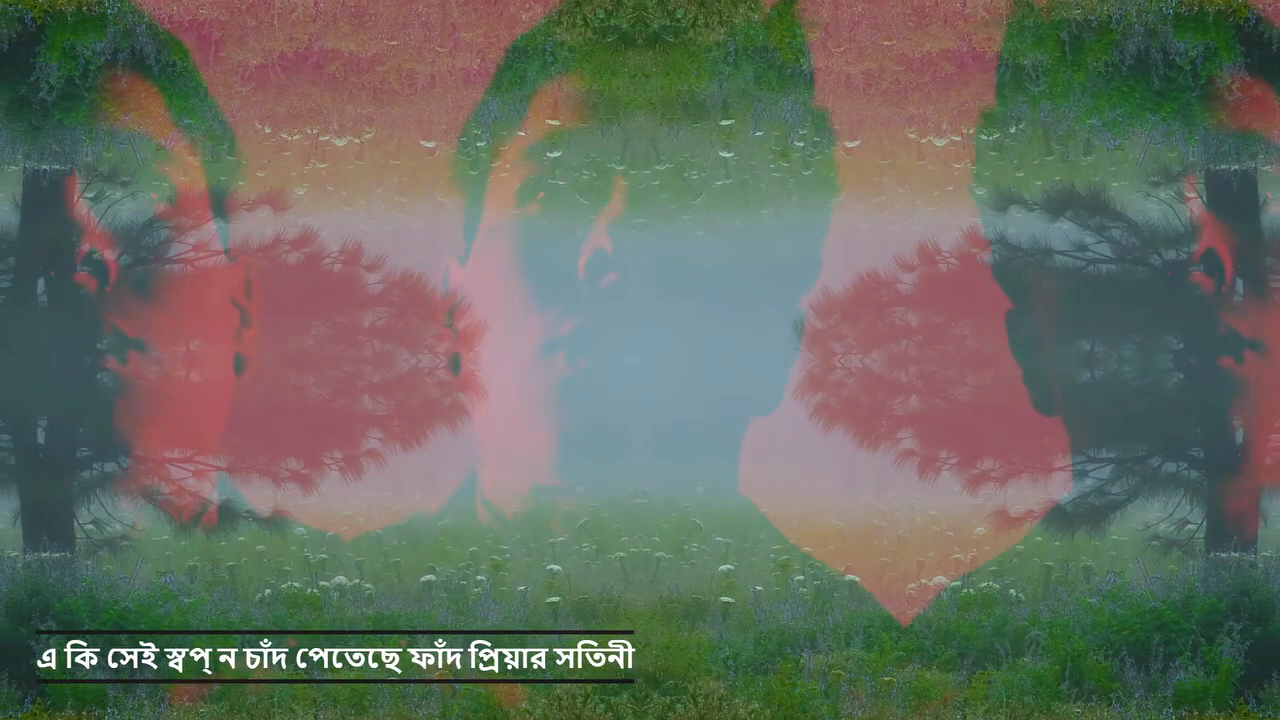 এ কি সেই স্বপ্ ন চাঁদ পেতেছে ফাঁদ প্রিয়ার সতিনী